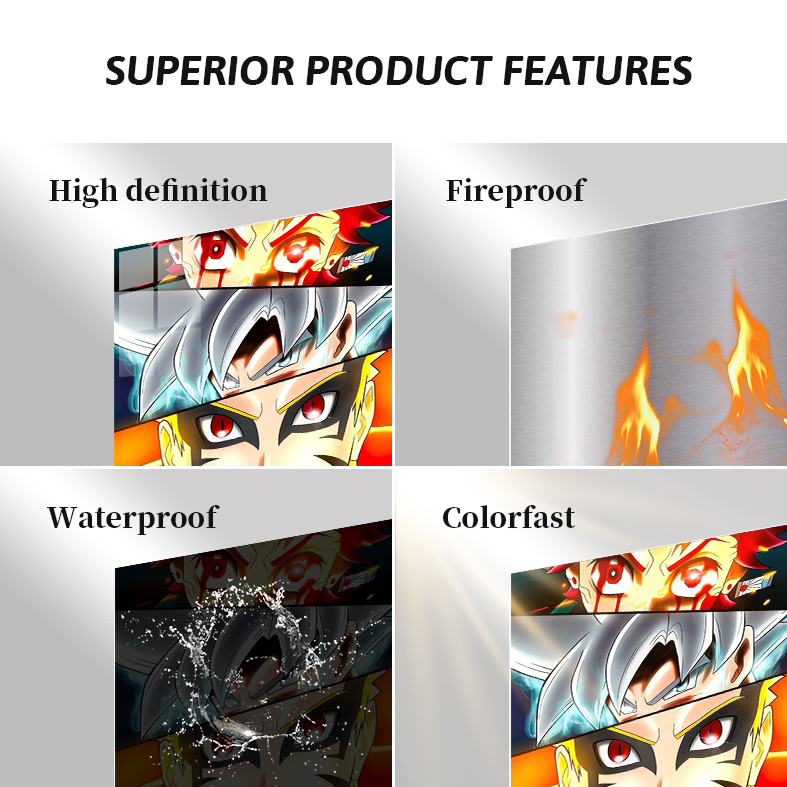 SUPERIOR PRODUCT FEATURES
High definition
Fireproof
Waterproof
Colorfast